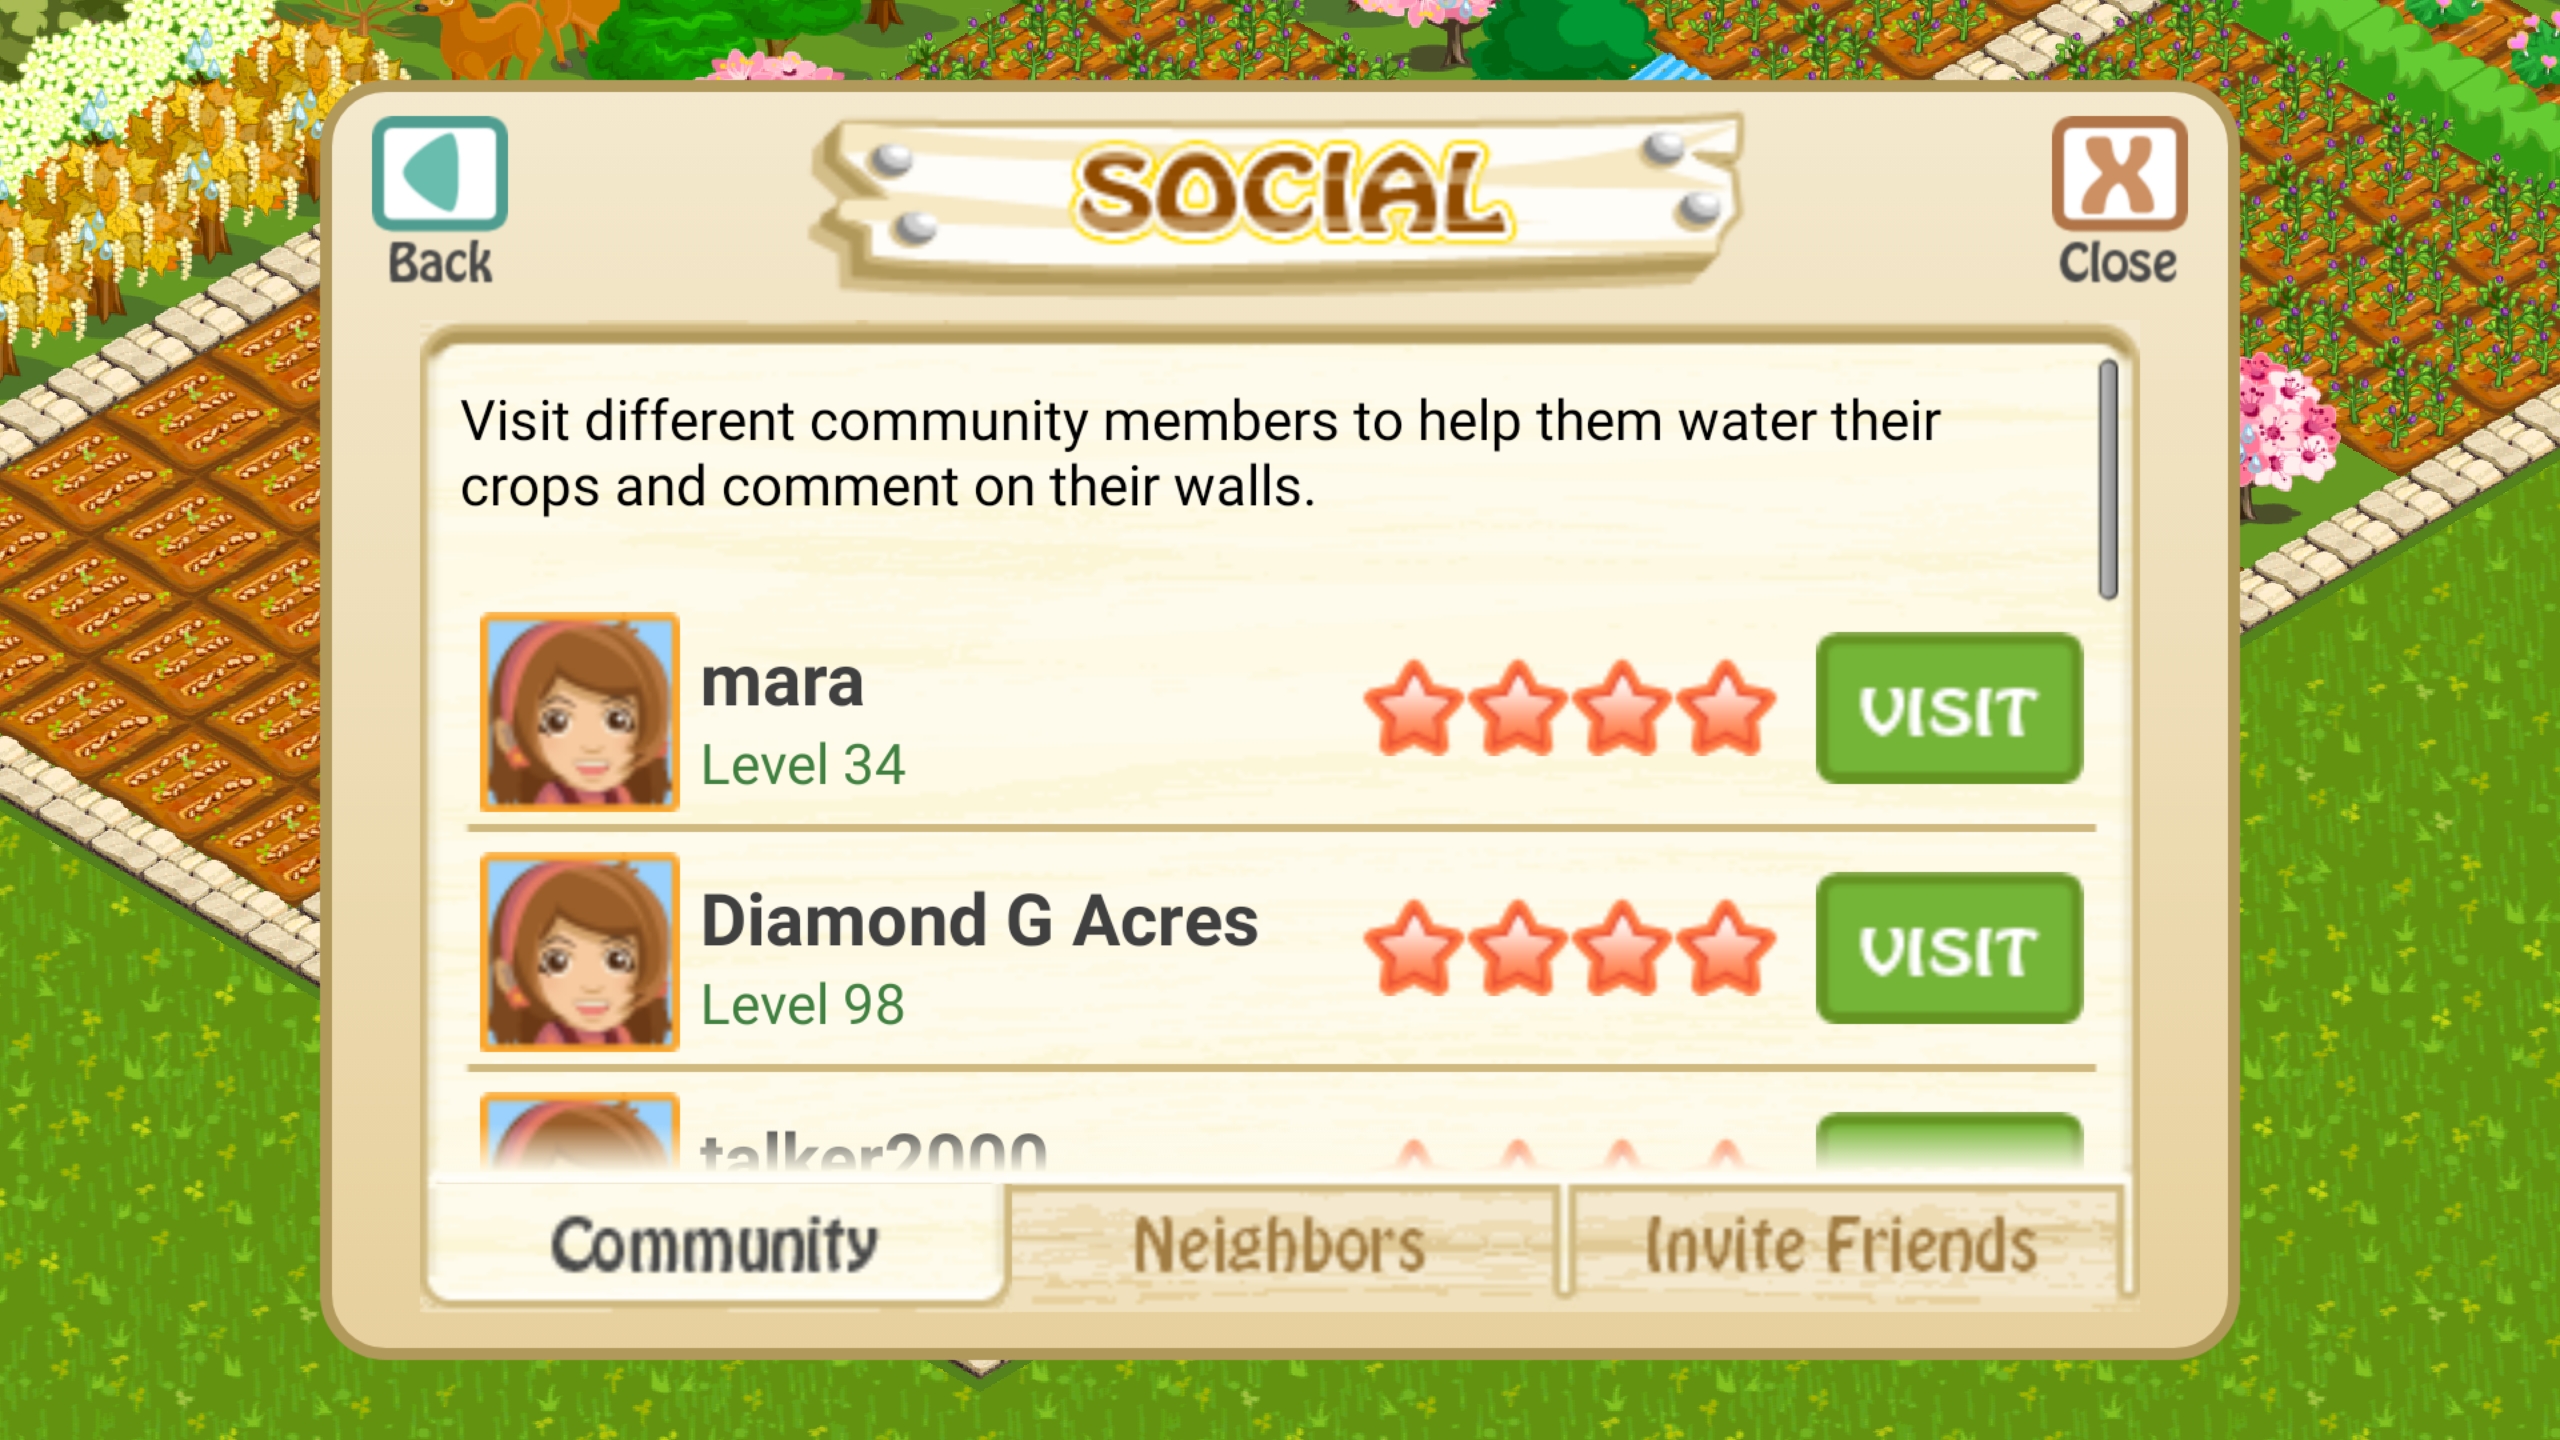 SOCIAL
Back
Close
Visit different community members to help them water their
crops and comment on their walls.
mara
Level 34
VISIT
Diamond G Acres
Level 98
VISIT
talker2000
Community
Neighbors
Invite Friends